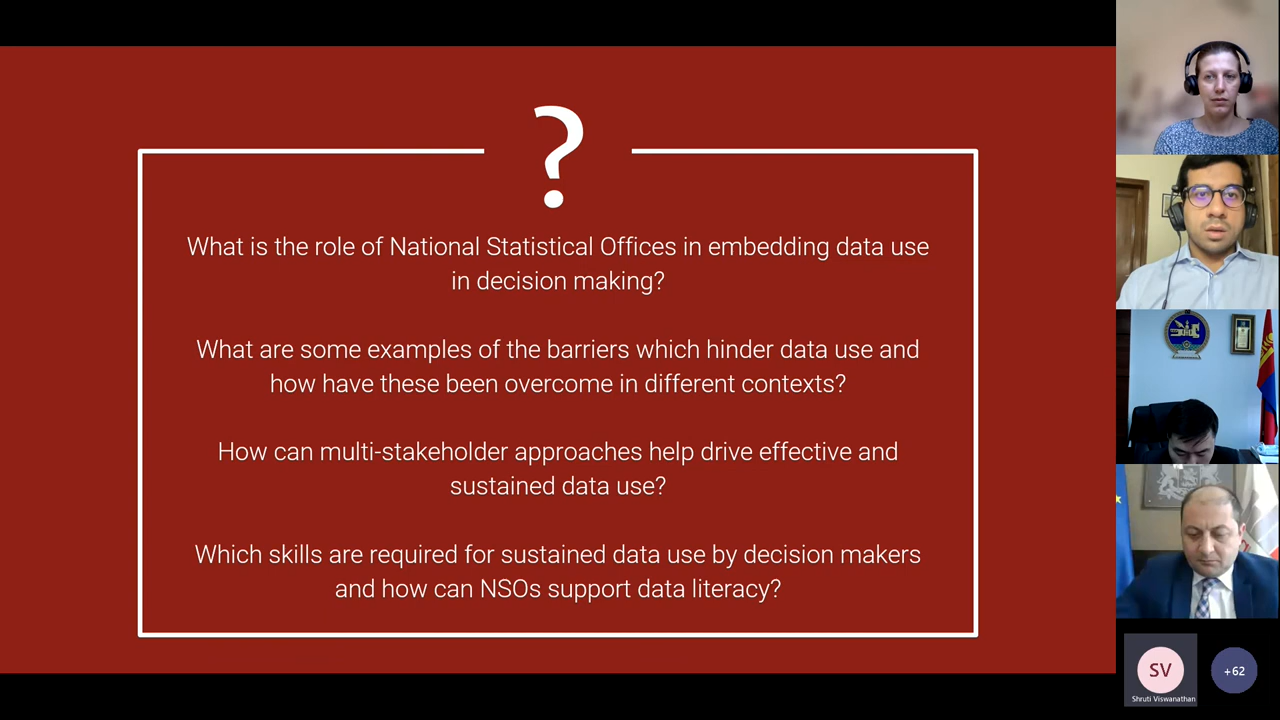 ?
What is the role of National Statistical Offices in embedding data use
in decision making?
What are some examples of the barriers which hinder data use and
how have these been overcome in different contexts?
How can multi-stakeholder approaches help drive effective and
sustained data use?
Which skills are required for sustained data use by decision makers
and how can NSOs support data literacy?
SV
Shruti Viswanathan
+62